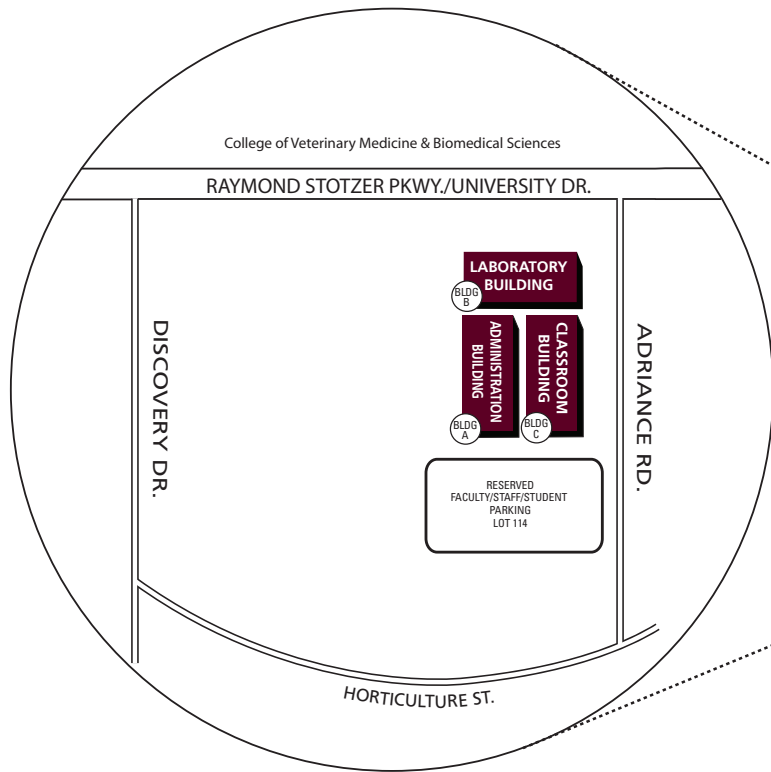 College of Veterinary Medicine & Biomedical Sciences
RAYMOND STOTZER PKWY./UNIVERSITY DR.
LABORATORY
BUILDING
BLDG
B
DISCOVERY DR.
ADMINISTRATION
BUILDING
BLDG
A
CLASSROOM
BUILDING
BLDG
C
ADRIANCE RD.
RESERVED
FACULTY/STAFF/STUDENT
PARKING
LOT 114
HORTICULTURE ST.